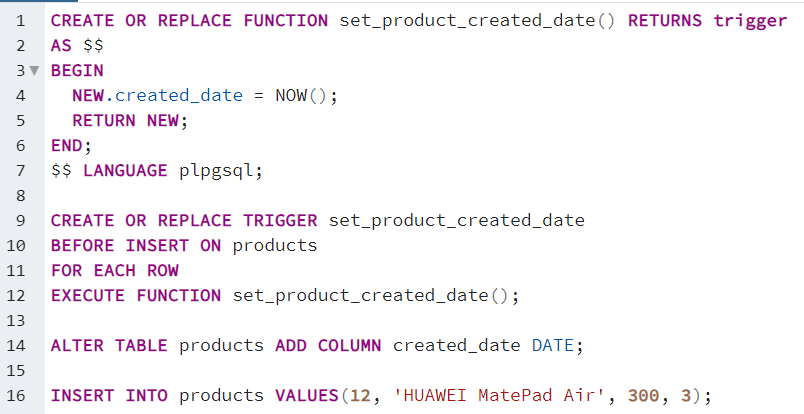 1 CREATE OR REPLACE FUNCTION set_product_created_date() RETURNS trigger
2 AS $$
3 BEGIN
4 NEW.created_date = NOW();
5 RETURN NEW;
6 END;
7 $$ LANGUAGE plpgsql;
8
9 CREATE OR REPLACE TRIGGER set_product_created_date
10 BEFORE INSERT ON products
11 FOR EACH ROW
12 EXECUTE FUNCTION set_product_created_date();
13
14 ALTER TABLE products ADD COLUMN created_date DATE;
15
16 INSERT INTO products VALUES(12, 'HUAWEI MatePad Air', 300, 3);